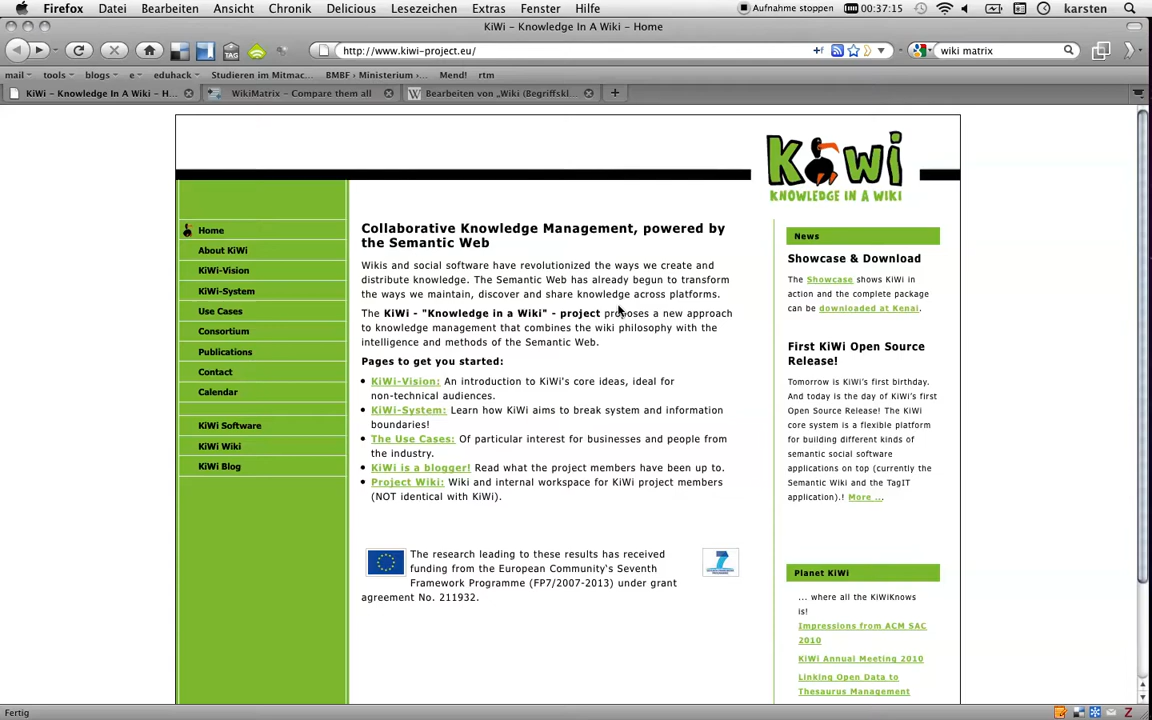 Firefox Datei Bearbeiten Ansicht Chronik Delicious Lesezeichen Extras Fenster Hilfe Aufnahme stoppen 00:37:15 karsten
KiWi – Knowledge In A Wiki – Home
http://www.kiwi-project.eu/ wiki matrix
mail tools blogs e eduhack Studieren im Mitmac... BMBF › Ministerium ›... Mend! rtm
KiWi – Knowledge In A Wiki – H... WikiMatrix – Compare them all Bearbeiten von „Wiki (Begriffskl...
KiWi
KNOWLEDGE IN A WIKI
Home
About KiWi
KiWi-Vision
KiWi-System
Use Cases
Consortium
Publications
Contact
Calendar
KiWi Software
KiWi Wiki
KiWi Blog
Collaborative Knowledge Management, powered by
the Semantic Web
Wikis and social software have revolutionized the ways we create and
distribute knowledge. The Semantic Web has already begun to transform
the ways we maintain, discover and share knowledge across platforms.
The KiWi - "Knowledge in a Wiki" - project proposes a new approach
to knowledge management that combines the wiki philosophy with the
intelligence and methods of the Semantic Web.
Pages to get you started:
• KiWi-Vision: An introduction to KiWi's core ideas, ideal for
non-technical audiences.
• KiWi-System: Learn how KiWi aims to break system and information
boundaries!
• The Use Cases: Of particular interest for businesses and people from
the industry.
• KiWi is a blogger! Read what the project members have been up to.
• Project Wiki: Wiki and internal workspace for KiWi project members
(NOT identical with KiWi).
The research leading to these results has received
funding from the European Community's Seventh
Framework Programme (FP7/2007-2013) under grant
agreement No. 211932.
News
Showcase & Download
The Showcase shows KiWi in
action and the complete package
can be downloaded at Kenai.
First KiWi Open Source
Release!
Tomorrow is KiWi's first birthday.
And today is the day of KiWi's first
Open Source Release! The KiWi
core system is a flexible platform
for building different kinds of
semantic social software
applications on top (currently the
Semantic Wiki and the TagIT
application).! More ...
Planet KiWi
... where all the KiWiKnows
is!
Impressions from ACM SAC
2010
KiWi Annual Meeting 2010
Linking Open Data to
Thesaurus Management
Fertig